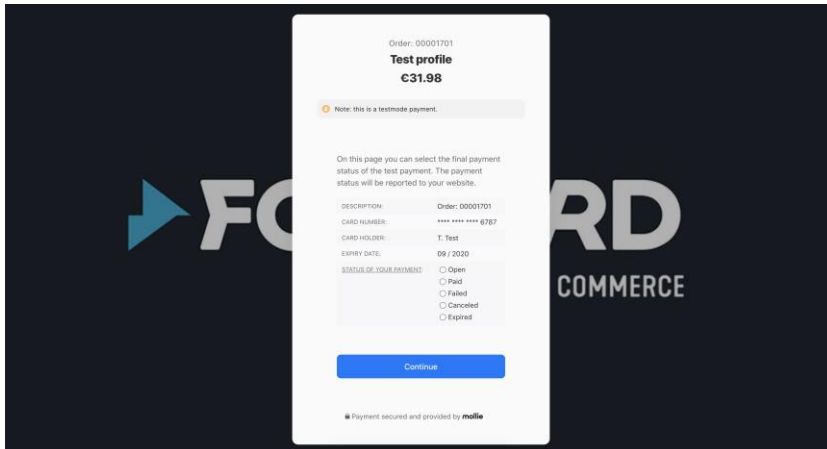 Order: 00001701
Test profile
€31.98
Note: this is a testmode payment.
On this page you can select the final payment
status of the test payment. The payment
status will be reported to your website.
DESCRIPTION: Order: 00001701
CARD NUMBER: **** **** **** 6787
CARD HOLDER: T. Test
EXPIRY DATE: 09 / 2020
STATUS OF YOUR PAYMENT: Open
Paid
Failed
Canceled
Expired
FO RD
COMMERCE
Continue
Payment secured and provided by mollie